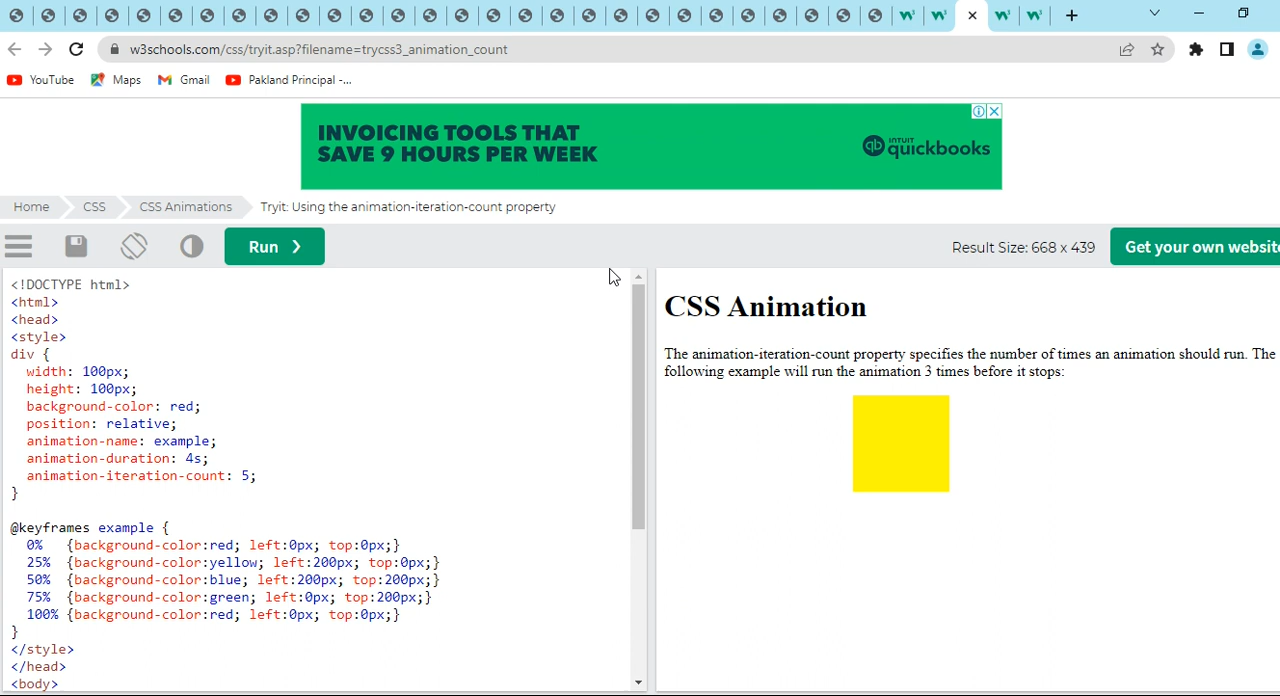 w3schools.com/css/tryit.asp?filename=trycss3_animation_count
YouTube Maps Gmail Pakland Principal -...
INVOICING TOOLS THAT
SAVE 9 HOURS PER WEEK
qb INTUIT quickbooks
Home CSS CSS Animations Tryit: Using the animation-iteration-count property
Run ❯ Result Size: 668 x 439 Get your own website
<!DOCTYPE html>
<html>
<head>
<style>
div {
  width: 100px;
  height: 100px;
  background-color: red;
  position: relative;
  animation-name: example;
  animation-duration: 4s;
  animation-iteration-count: 5;
}
@keyframes example {
  0%   {background-color:red; left:0px; top:0px;}
  25%  {background-color:yellow; left:200px; top:0px;}
  50%  {background-color:blue; left:200px; top:200px;}
  75%  {background-color:green; left:0px; top:200px;}
  100% {background-color:red; left:0px; top:0px;}
}
</style>
</head>
<body>
CSS Animation
The animation-iteration-count property specifies the number of times an animation should run. The
following example will run the animation 3 times before it stops: